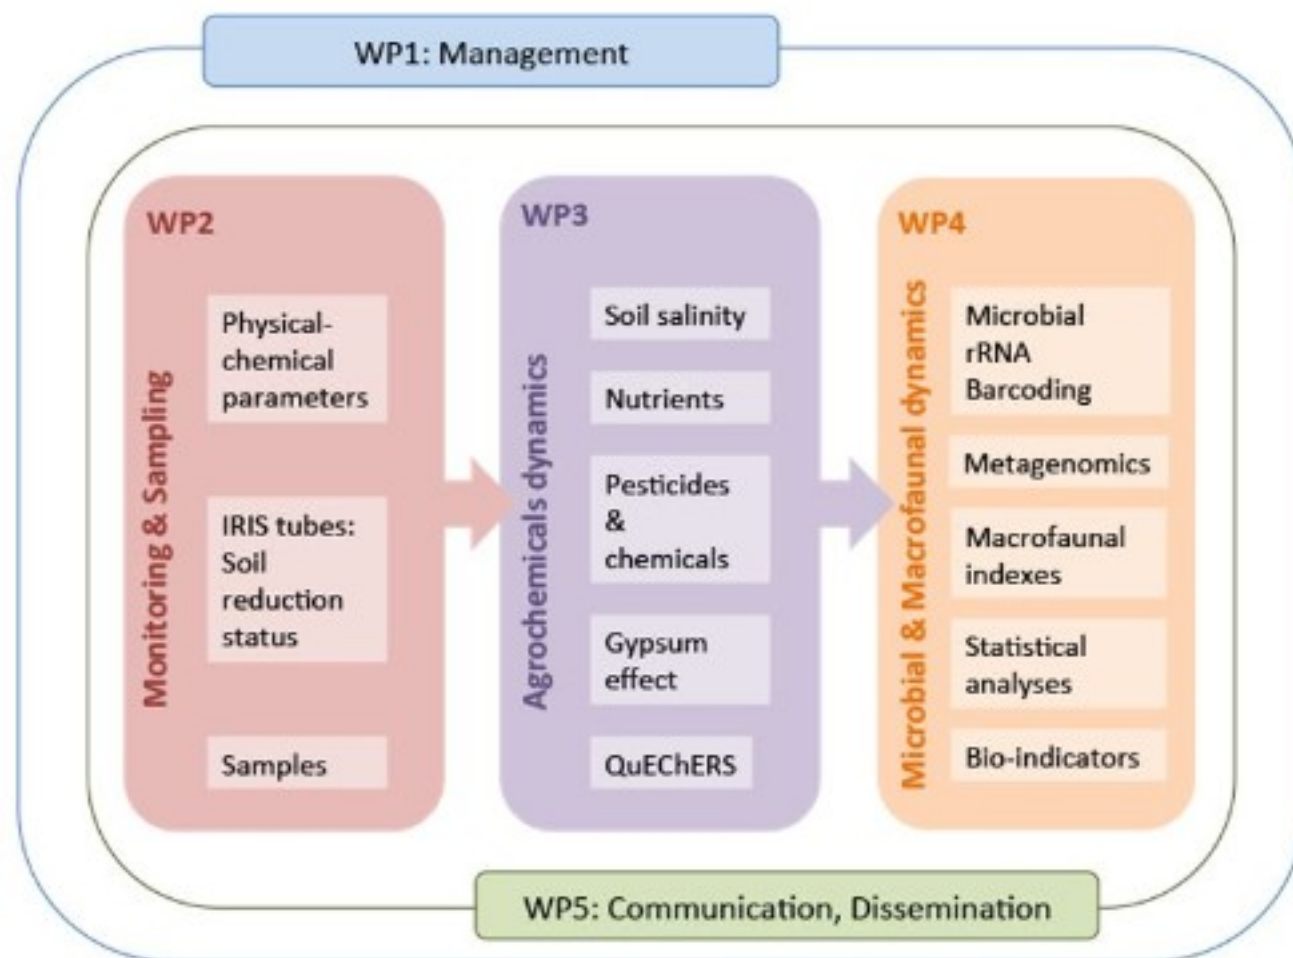 WP1: Management
WP2
Monitoring & Sampling
Physical-
chemical
parameters
IRIS tubes:
Soil
reduction
status
Samples
WP3
Agrochemicals dynamics
Soil salinity
Nutrients
Pesticides
&
chemicals
Gypsum
effect
QuEChERS
WP4
Microbial & Macrofaunal dynamics
Microbial
rRNA
Barcoding
Metagenomics
Macrofaunal
indexes
Statistical
analyses
Bio-indicators
WP5: Communication, Dissemination